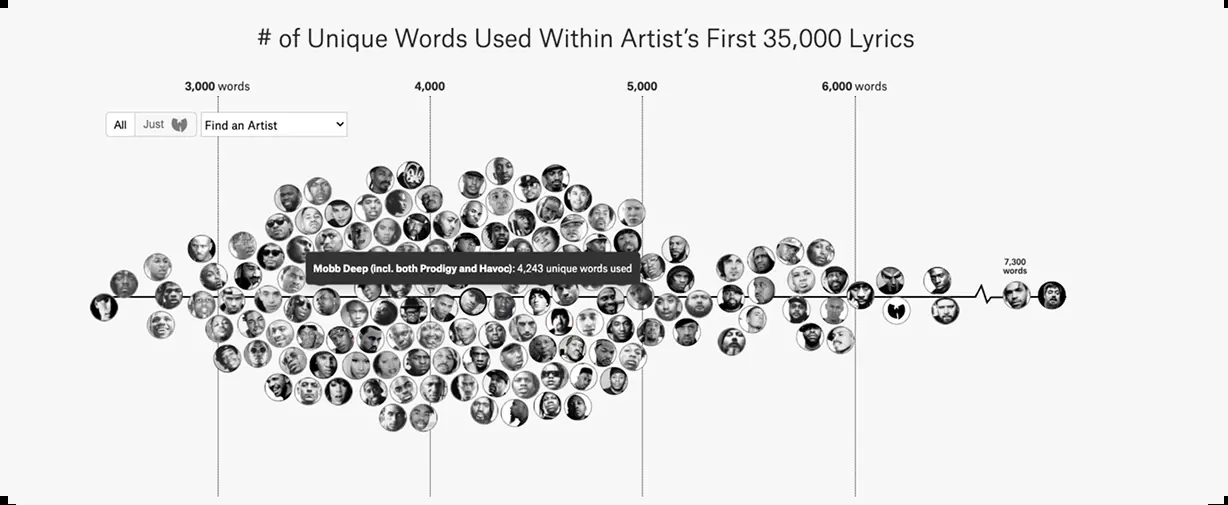 # of Unique Words Used Within Artist's First 35,000 Lyrics
3,000 words
4,000
5,000
6,000 words
All
Just
Find an Artist
Mobb Deep (incl. both Prodigy and Havoc): 4,243 unique words used
7,300
words